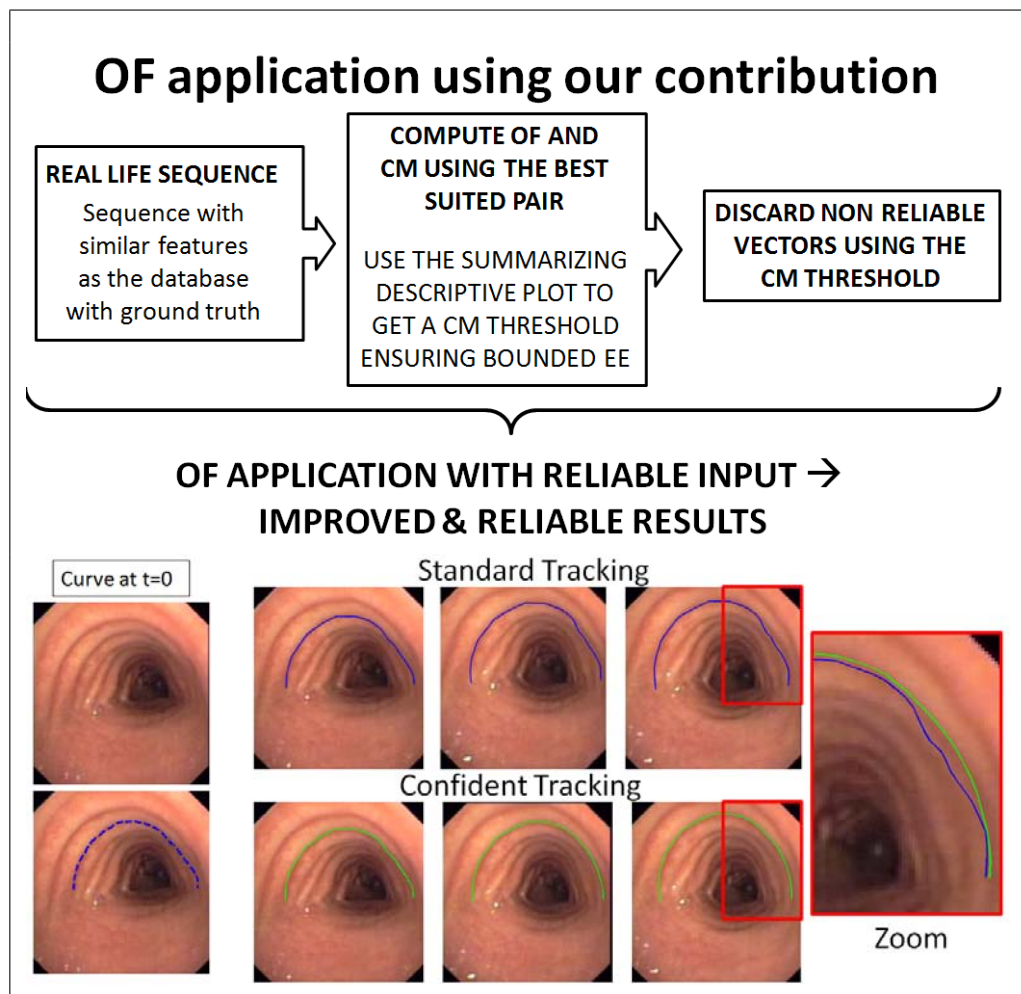 OF application using our contribution
REAL LIFE SEQUENCE
Sequence with
similar features
as the database
with ground truth
COMPUTE OF AND
CM USING THE BEST
SUITED PAIR
USE THE SUMMARIZING
DESCRIPTIVE PLOT TO
GET A CM THRESHOLD
ENSURING BOUNDED EE
DISCARD NON RELIABLE
VECTORS USING THE
CM THRESHOLD
OF APPLICATION WITH RELIABLE INPUT →
IMPROVED & RELIABLE RESULTS
Curve at t=0
Standard Tracking
Confident Tracking
Zoom